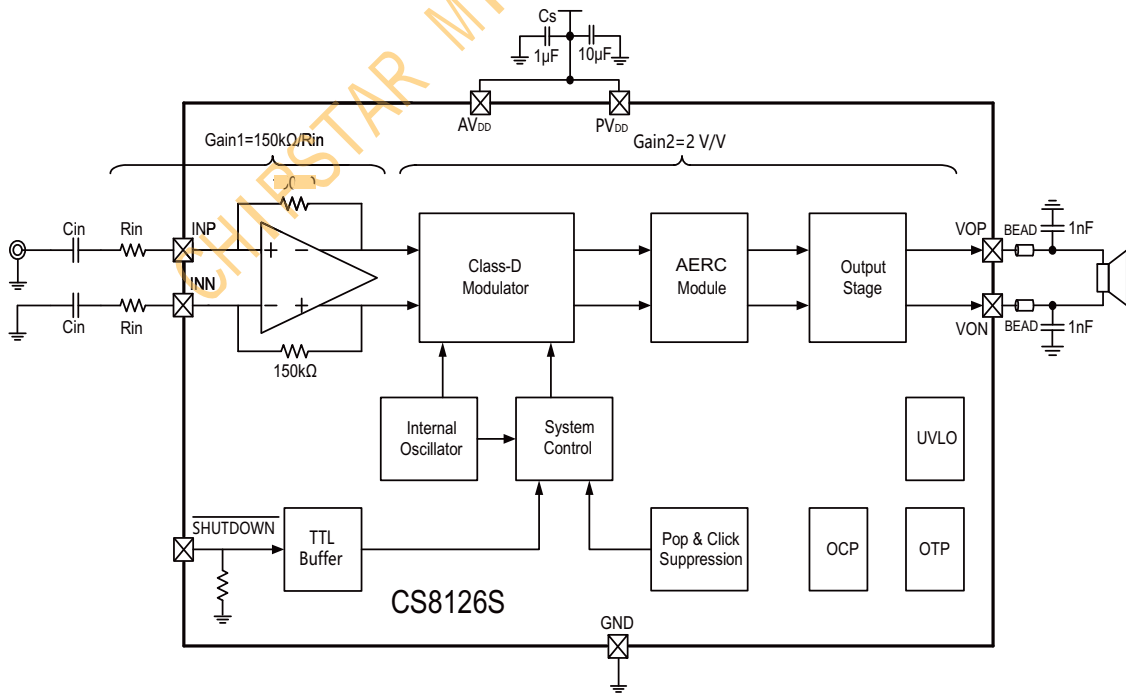 CHIPSTAR
Cs
1µF
10µF
AVDD
PVDD
Gain1=150kΩ/Rin
Gain2=2 V/V
Cin
Rin
INP
INN
Cin
Rin
150kΩ
Class-D
Modulator
AERC
Module
Output
Stage
VOP
BEAD
1nF
VON
BEAD
1nF
Internal
Oscillator
System
Control
UVLO
SHUTDOWN
TTL
Buffer
Pop & Click
Suppression
OCP
OTP
CS8126S
GND